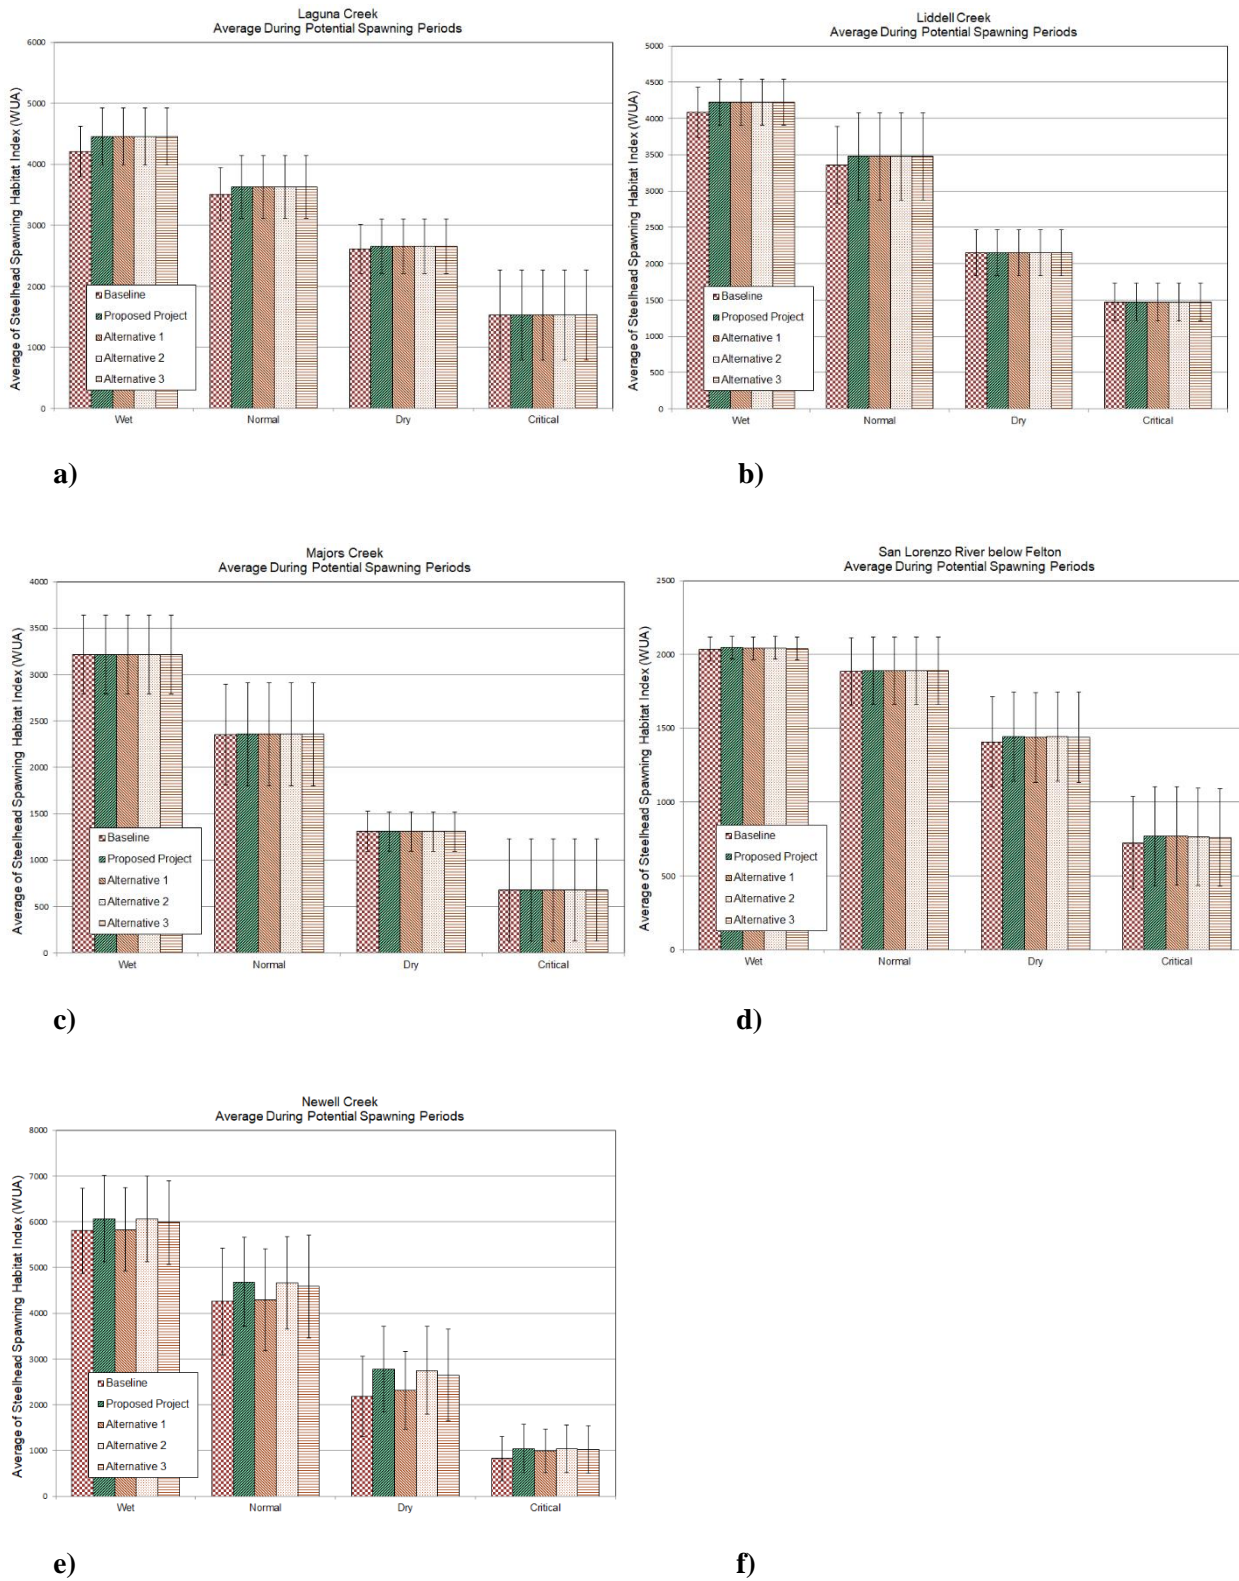 Laguna Creek
Average During Potential Spawning Periods
Average of Steelhead Spawning Habitat Index (WUA)
6000
5000
4000
3000
2000
1000
0
Baseline
Proposed Project
Alternative 1
Alternative 2
Alternative 3
Wet Normal Dry Critical
a)
Liddell Creek
Average During Potential Spawning Periods
Average of Steelhead Spawning Habitat Index (WUA)
5000
4500
4000
3500
3000
2500
2000
1500
1000
500
0
Baseline
Proposed Project
Alternative 1
Alternative 2
Alternative 3
Wet Normal Dry Critical
b)
Majors Creek
Average During Potential Spawning Periods
Average of Steelhead Spawning Habitat Index (WUA)
4000
3500
3000
2500
2000
1500
1000
500
0
Baseline
Proposed Project
Alternative 1
Alternative 2
Alternative 3
Wet Normal Dry Critical
c)
San Lorenzo River below Felton
Average During Potential Spawning Periods
Average of Steelhead Spawning Habitat Index (WUA)
2500
2000
1500
1000
500
0
Baseline
Proposed Project
Alternative 1
Alternative 2
Alternative 3
Wet Normal Dry Critical
d)
Newell Creek
Average During Potential Spawning Periods
Average of Steelhead Spawning Habitat Index (WUA)
8000
7000
6000
5000
4000
3000
2000
1000
0
Baseline
Proposed Project
Alternative 1
Alternative 2
Alternative 3
Wet Normal Dry Critical
e)
f)